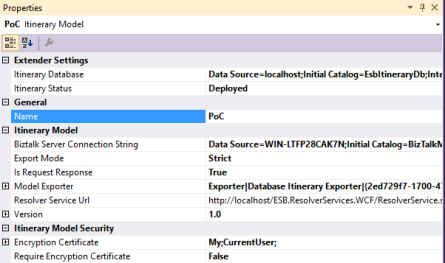 Properties
PoC Itinerary Model
Extender Settings
Itinerary Database Data Source=localhost;Initial Catalog=EsbItineraryDb;Inte
Itinerary Status Deployed
General
Name PoC
Itinerary Model
Biztalk Server Connection String Data Source=WIN-LTFP28CAK7N;Initial Catalog=BizTalkM
Export Mode Strict
Is Request Response True
Model Exporter Exporter|Database Itinerary Exporter|{2ed729f7-1700-47
Resolver Service Url http://localhost/ESB.ResolverServices.WCF/ResolverService.s
Version 1.0
Itinerary Model Security
Encryption Certificate My;CurrentUser;
Require Encryption Certificate False